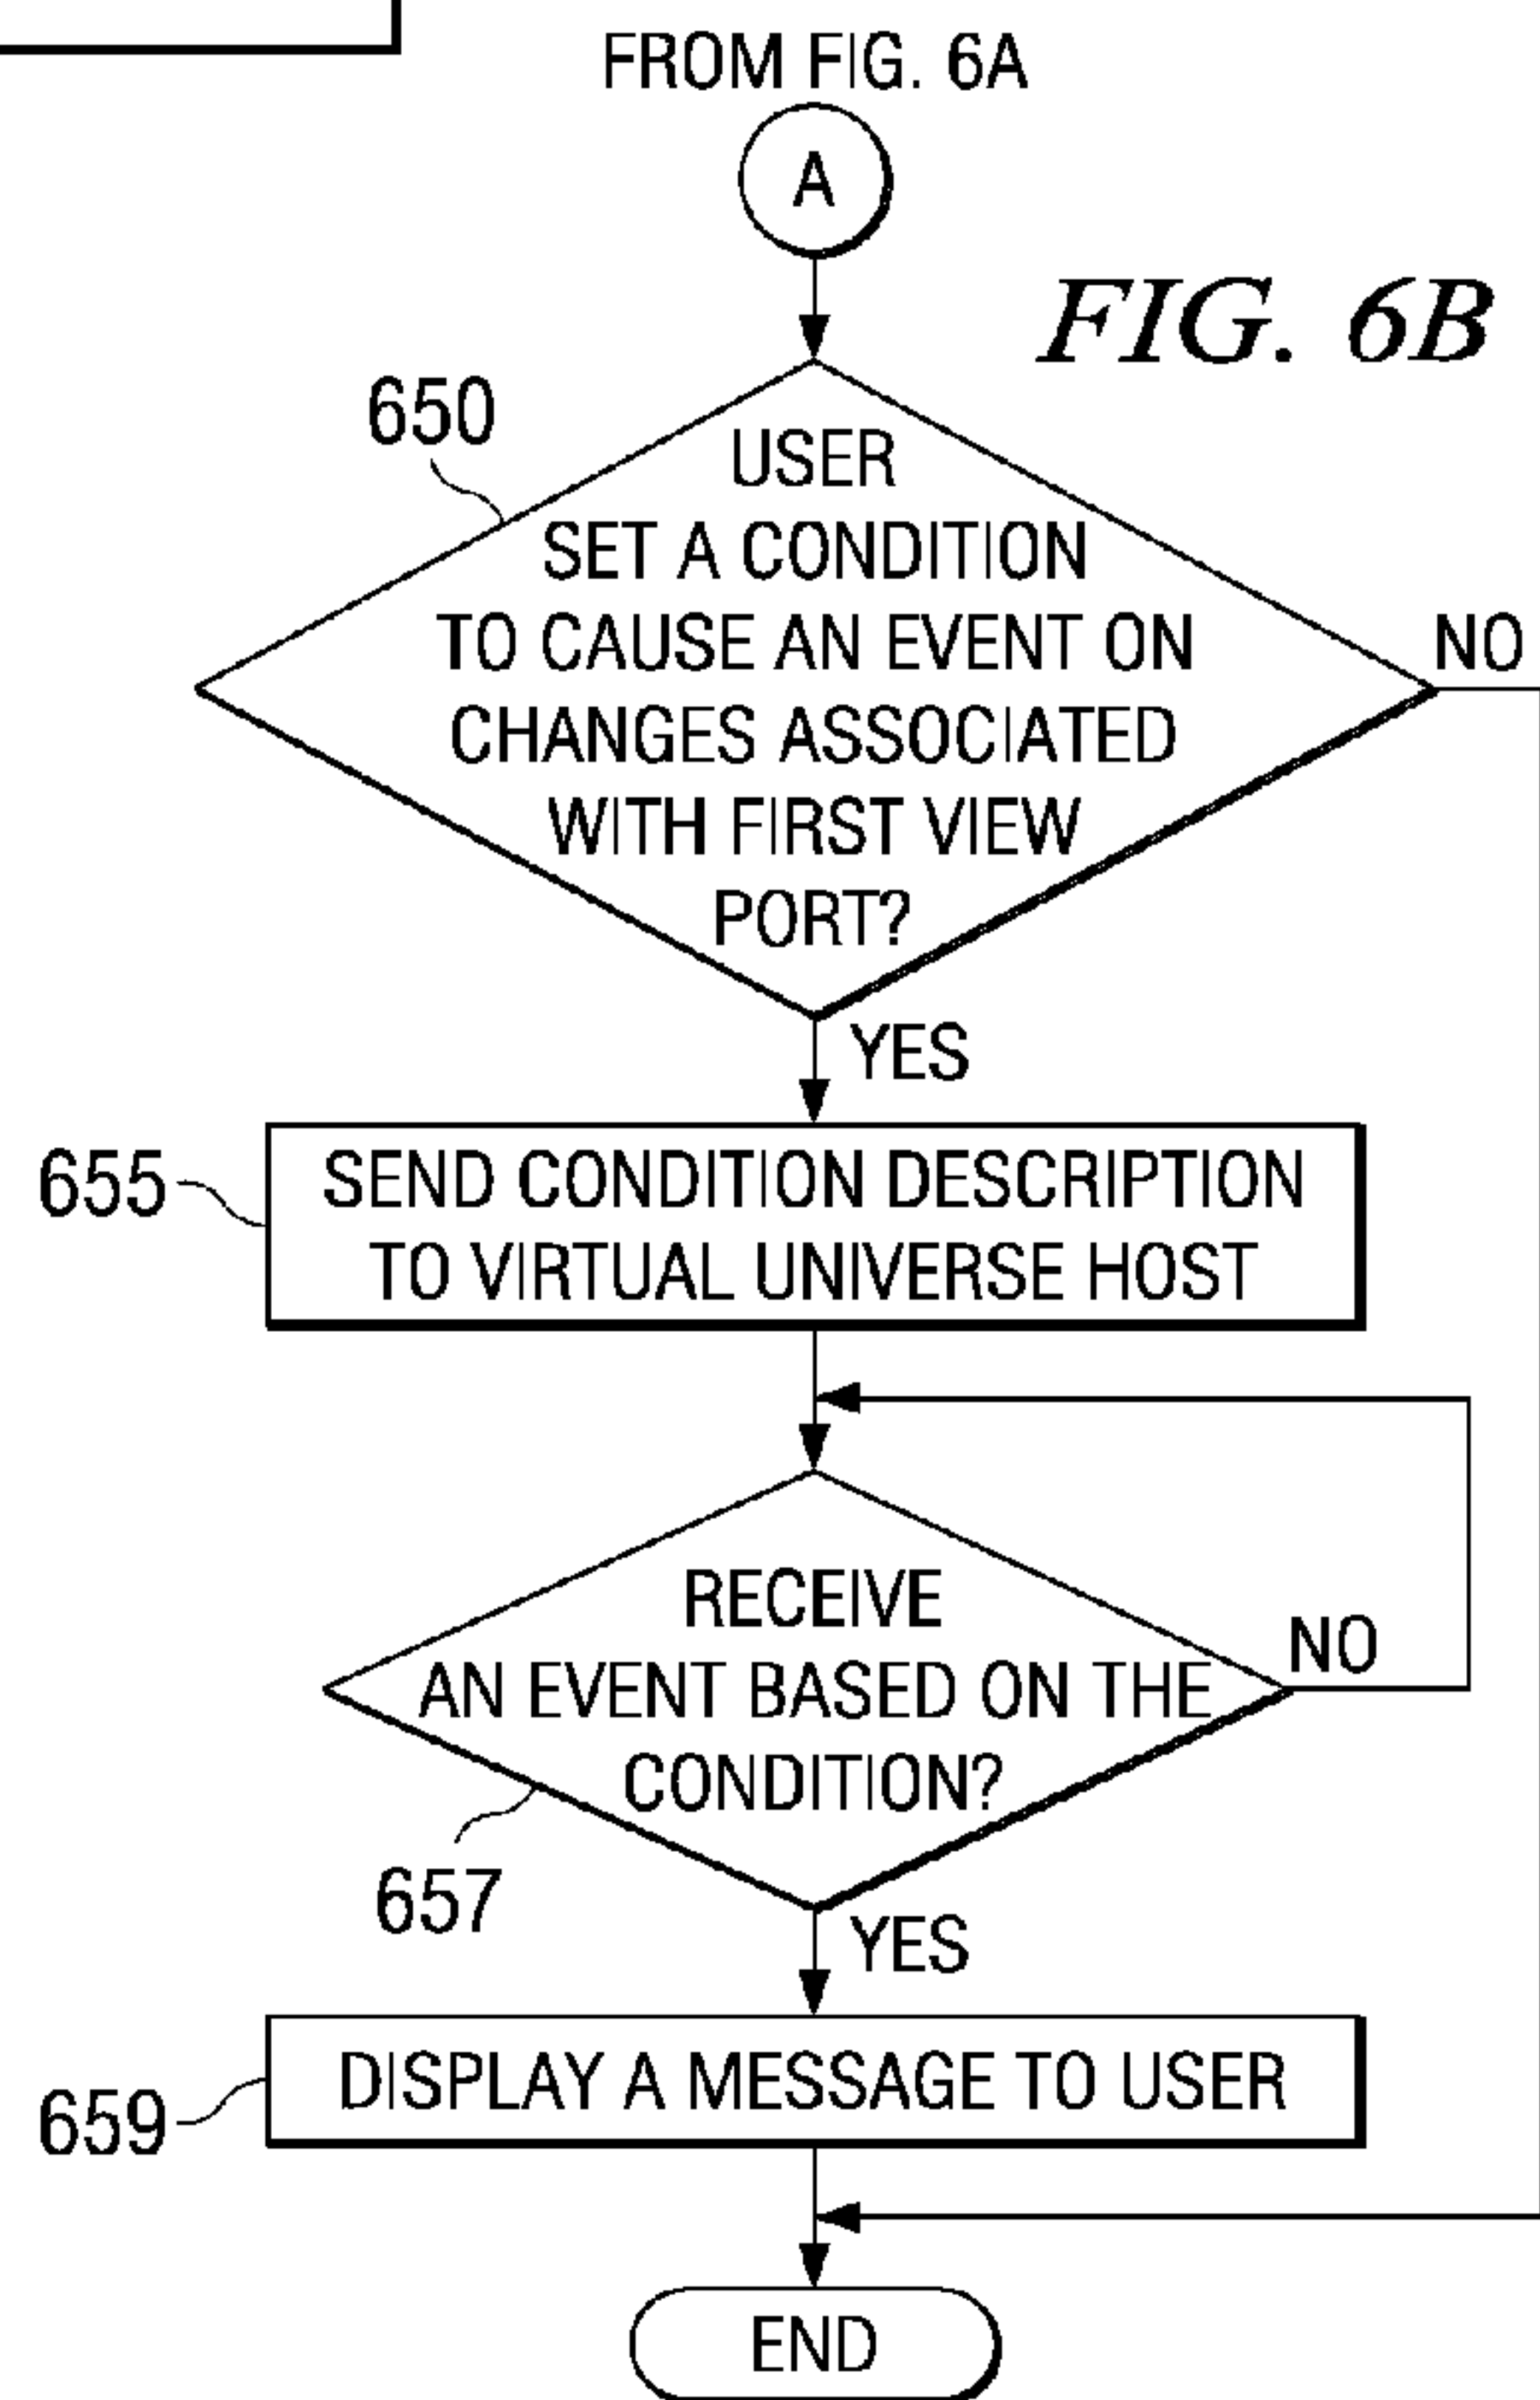 FROM FIG. 6A
A
FIG. 6B
650
USER
SET A CONDITION
TO CAUSE AN EVENT ON
CHANGES ASSOCIATED
WITH FIRST VIEW
PORT?
NO
YES
655
SEND CONDITION DESCRIPTION
TO VIRTUAL UNIVERSE HOST
RECEIVE
AN EVENT BASED ON THE
CONDITION?
NO
657
YES
659
DISPLAY A MESSAGE TO USER
END